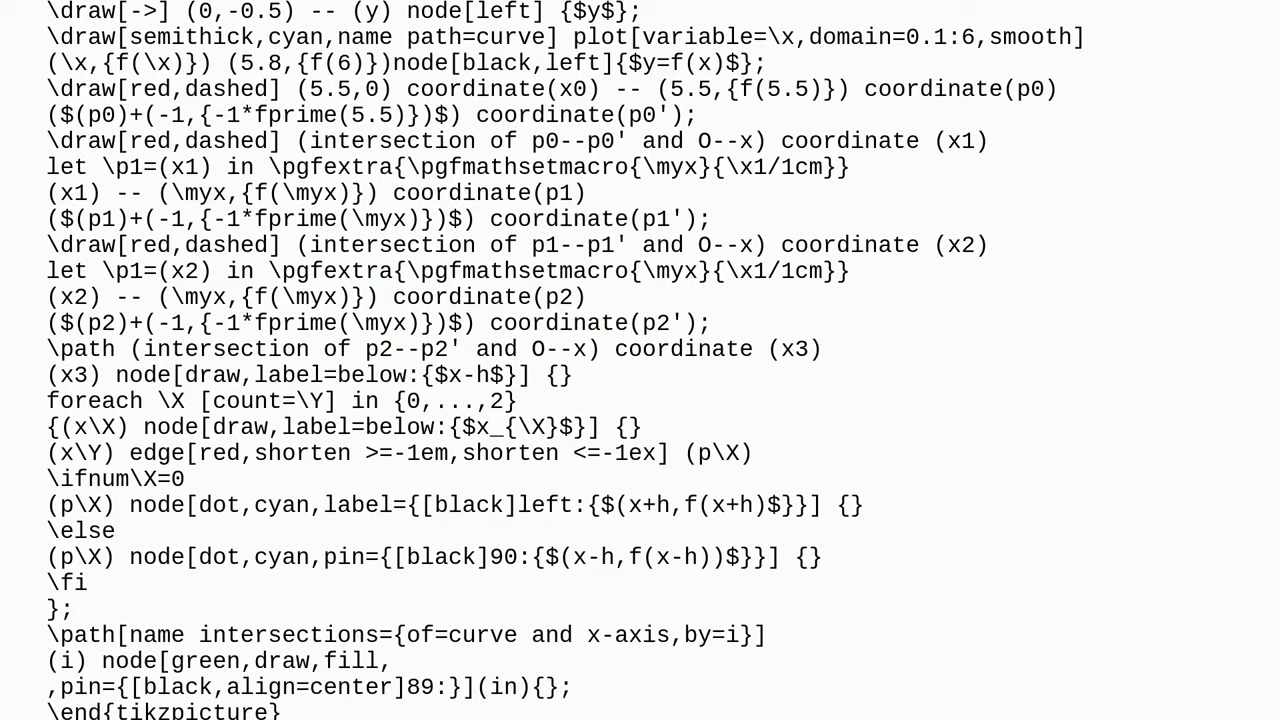 \draw[->] (0,-0.5) -- (y) node[left] {$y$};
\draw[semithick,cyan,name path=curve] plot[variable=\x,domain=0.1:6,smooth]
(\x,{f(\x)}) (5.8,{f(6)})node[black,left]{$y=f(x)$};
\draw[red,dashed] (5.5,0) coordinate(x0) -- (5.5,{f(5.5)}) coordinate(p0)
($(p0)+(-1,{-1*fprime(5.5)})$) coordinate(p0');
\draw[red,dashed] (intersection of p0--p0' and O--x) coordinate (x1)
let \p1=(x1) in \pgfextra{\pgfmathsetmacro{\myx}{\x1/1cm}}
(x1) -- (\myx,{f(\myx)}) coordinate(p1)
($(p1)+(-1,{-1*fprime(\myx)})$) coordinate(p1');
\draw[red,dashed] (intersection of p1--p1' and O--x) coordinate (x2)
let \p1=(x2) in \pgfextra{\pgfmathsetmacro{\myx}{\x1/1cm}}
(x2) -- (\myx,{f(\myx)}) coordinate(p2)
($(p2)+(-1,{-1*fprime(\myx)})$) coordinate(p2');
\path (intersection of p2--p2' and O--x) coordinate (x3)
(x3) node[draw,label=below:{$x-h$}] {}
foreach \X [count=\Y] in {0,...,2}
{(x\X) node[draw,label=below:{$x_{\X}$}] {}
(x\Y) edge[red,shorten >=-1em,shorten <=-1ex] (p\X)
\ifnum\X=0
(p\X) node[dot,cyan,label={[black]left:{$(x+h,f(x+h)$}}] {}
\else
(p\X) node[dot,cyan,pin={[black]90:{$(x-h,f(x-h))$}}] {}
\fi
};
\path[name intersections={of=curve and x-axis,by=i}]
(i) node[green,draw,fill,
,pin={[black,align=center]89:}](in){};
\end{tikzpicture}